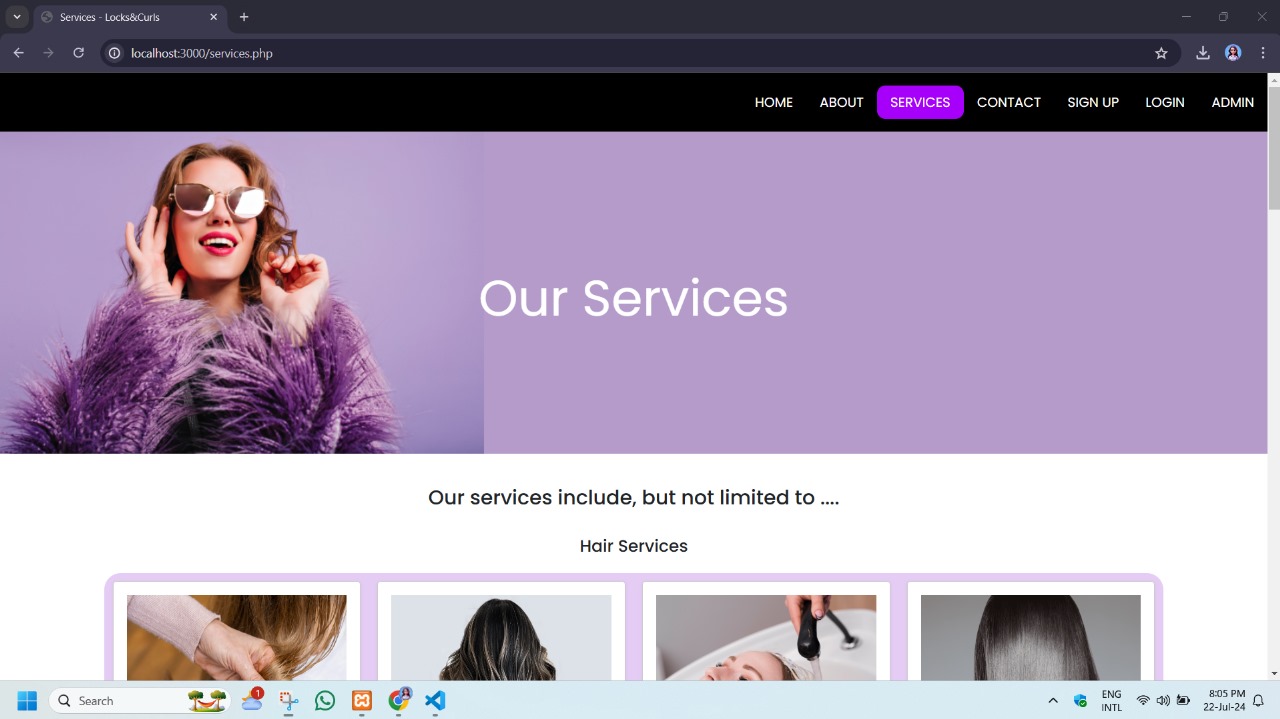 Services - Locks&Curls
localhost:3000/services.php
HOME ABOUT SERVICES CONTACT SIGN UP LOGIN ADMIN
Our Services
Our services include, but not limited to ....
Hair Services
Search
1
ENG
INTL
8:05 PM
22-Jul-24